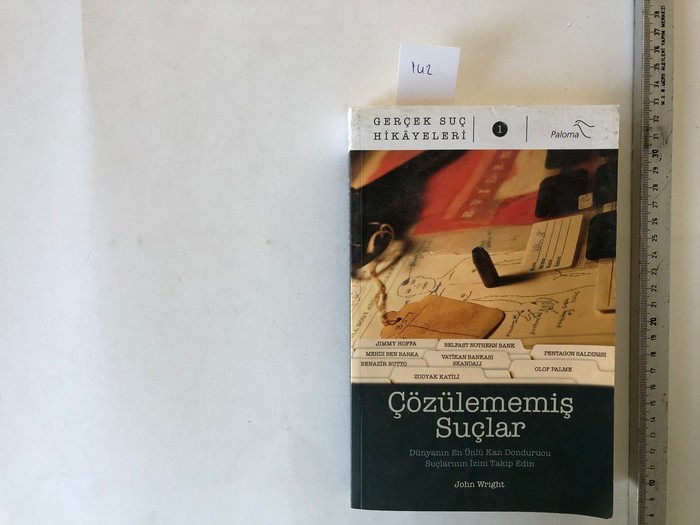 142
GERÇEK SUÇ
HİKÂYELERİ
1
Paloma
JIMMY HOFFA
BELFAST NOTHERN BANK
MEHDI BEN BARKA
VATİKAN BANKASI
SKANDALI
PENTAGON SALDIRISI
BENAZİR BUTTO
OLOF PALME
ZODYAK KATİLİ
Çözülememiş
Suçlar
Dünyanın En Ünlü Kan Dondurucu
Suçlarının İzini Takip Edin
John Wright